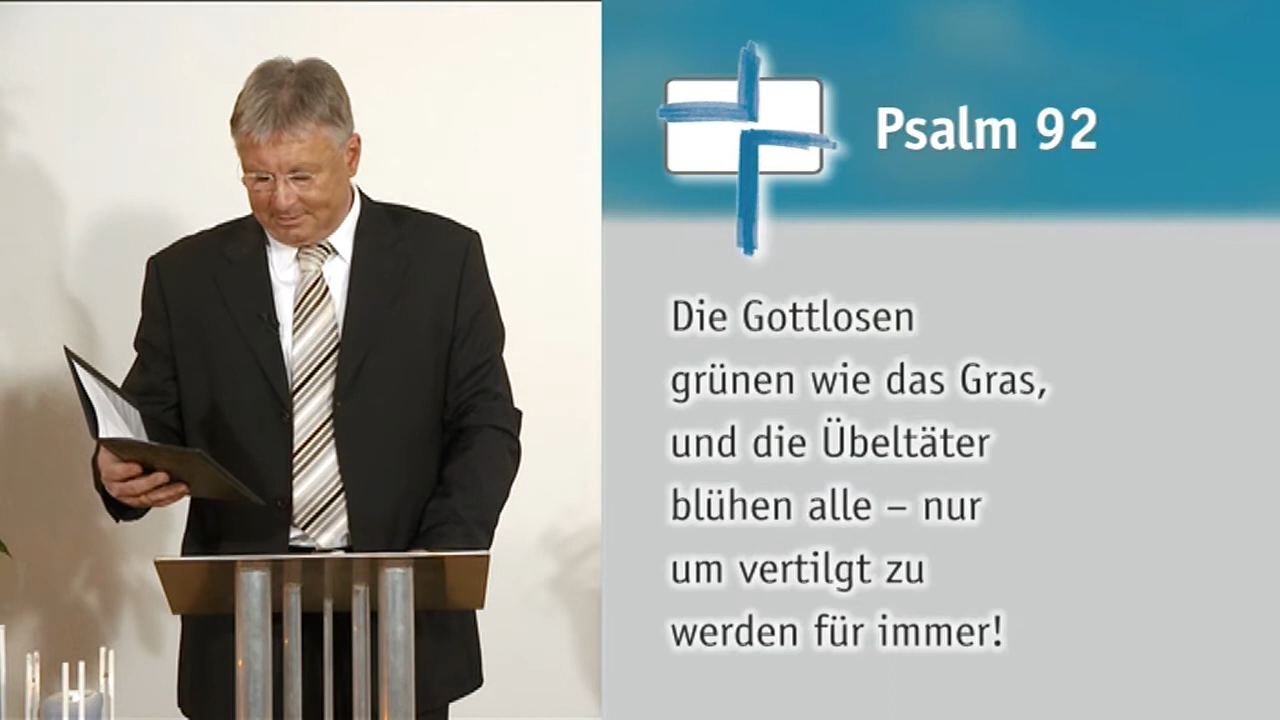 Psalm 92
Die Gottlosen
grünen wie das Gras,
und die Übeltäter
blühen alle – nur
um vertilgt zu
werden für immer!